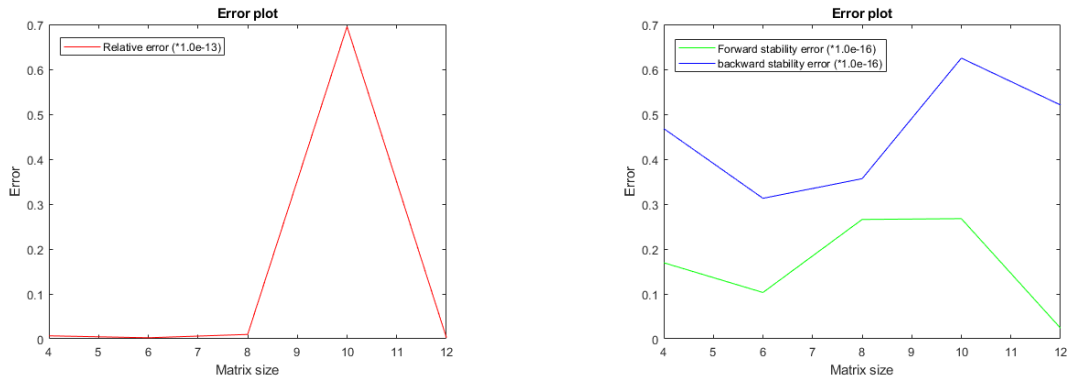 Error plot
Relative error (*1.0e-13)
0.7
0.6
0.5
0.4
0.3
0.2
0.1
0
Error
4 5 6 7 8 9 10 11 12
Matrix size
Error plot
Forward stability error (*1.0e-16)
backward stability error (*1.0e-16)
0.7
0.6
0.5
0.4
0.3
0.2
0.1
0
Error
4 5 6 7 8 9 10 11 12
Matrix size